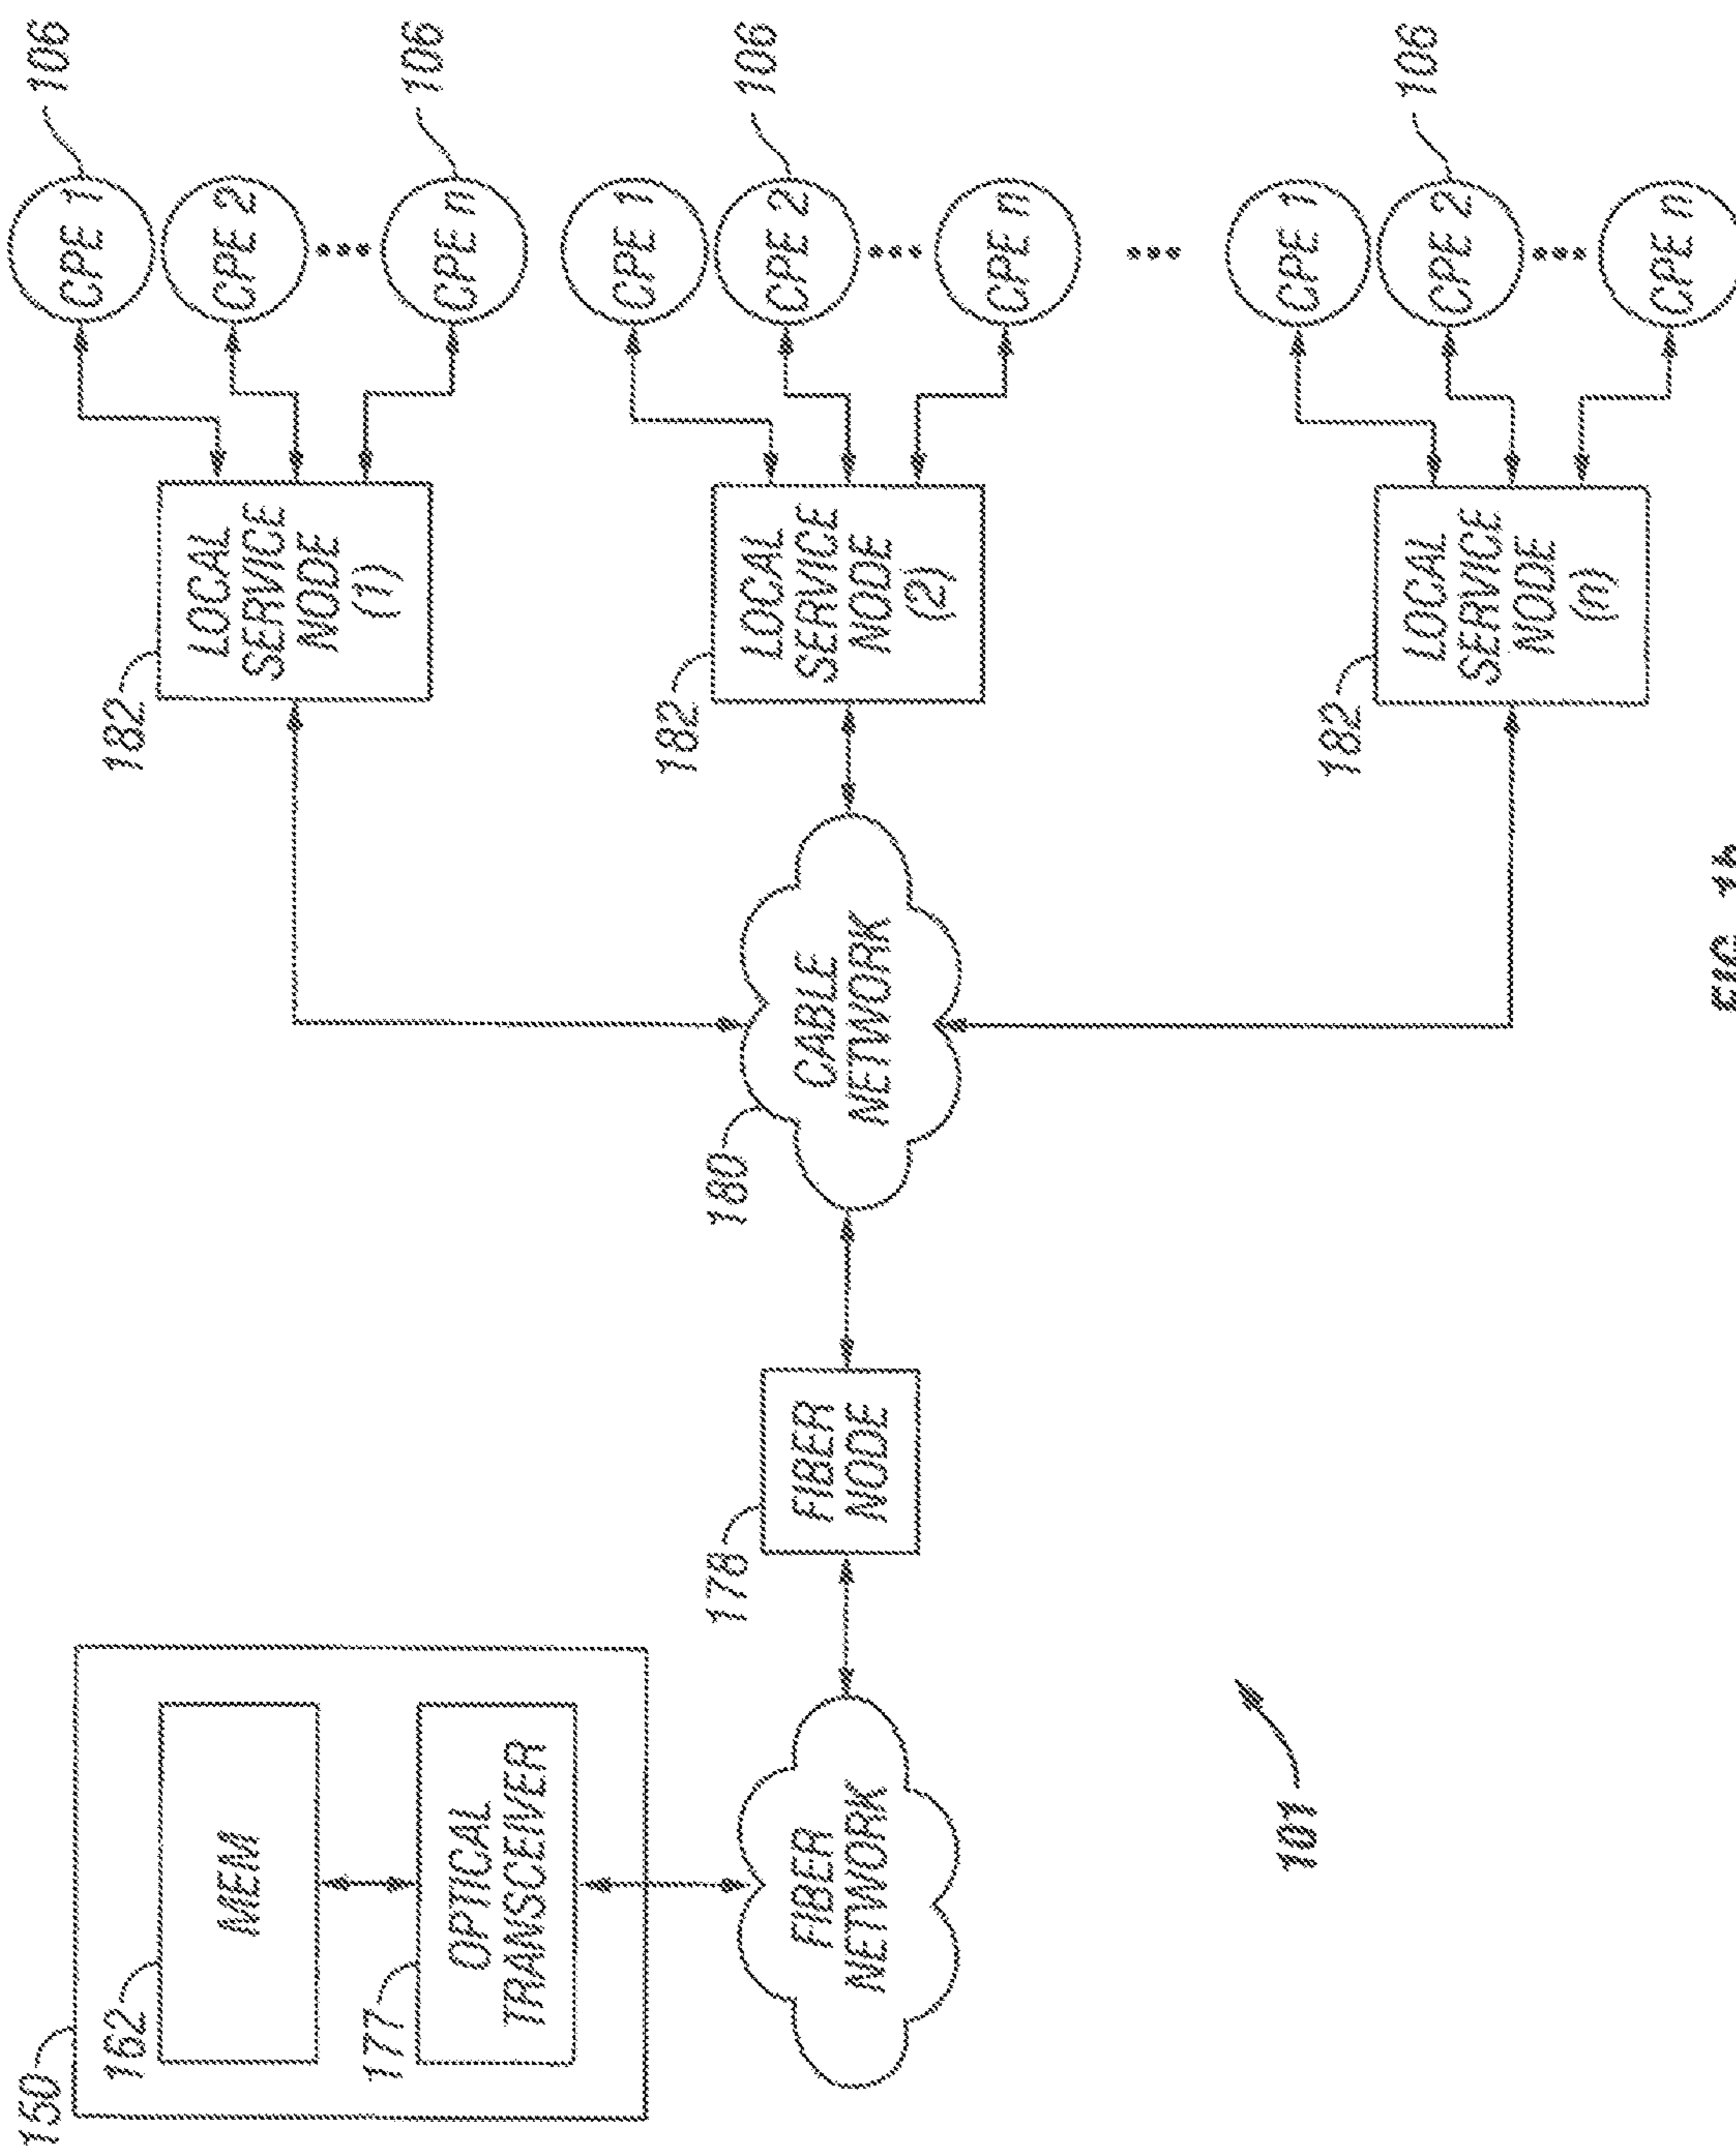 150
162
MEM
177
OPTICAL
TRANSCEIVER
FIBER
NETWORK
178
FIBER
NODE
180
CABLE
NETWORK
182
LOCAL
SERVICE
NODE
(1)
CPE 1
106
CPE 2
CPE n
106
182
LOCAL
SERVICE
NODE
(2)
CPE 1
CPE 2
106
CPE n
182
LOCAL
SERVICE
NODE
(n)
CPE 1
CPE 2
106
CPE n
101
FIG. 1b